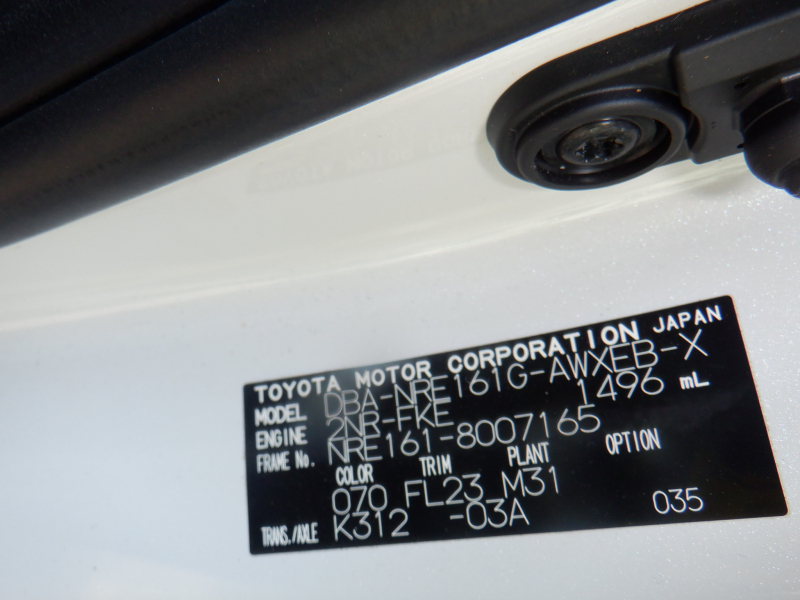 TOYOTA MOTOR CORPORATION JAPAN
MODEL DBA-NRE161G-AWXEB-X
ENGINE 2NR-FKE 1496 mL
FRAME No. NRE161-8007165
COLOR TRIM PLANT OPTION
070 FL23 M31
TRANS./AXLE K312 -03A 035